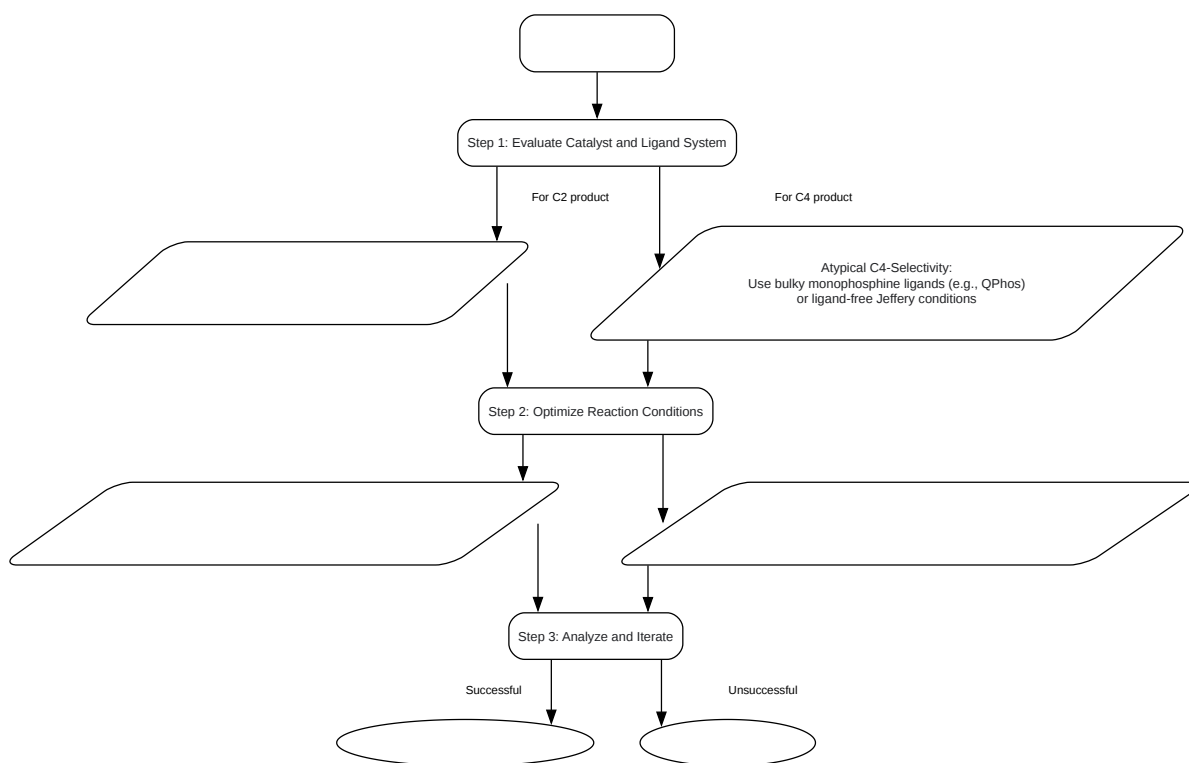 Step 1: Evaluate Catalyst and Ligand System
For C2 product
For C4 product
Atypical C4-Selectivity:
Use bulky monophosphine ligands (e.g., QPhos)
or ligand-free Jeffery conditions
Step 2: Optimize Reaction Conditions
Step 3: Analyze and Iterate
Successful
Unsuccessful